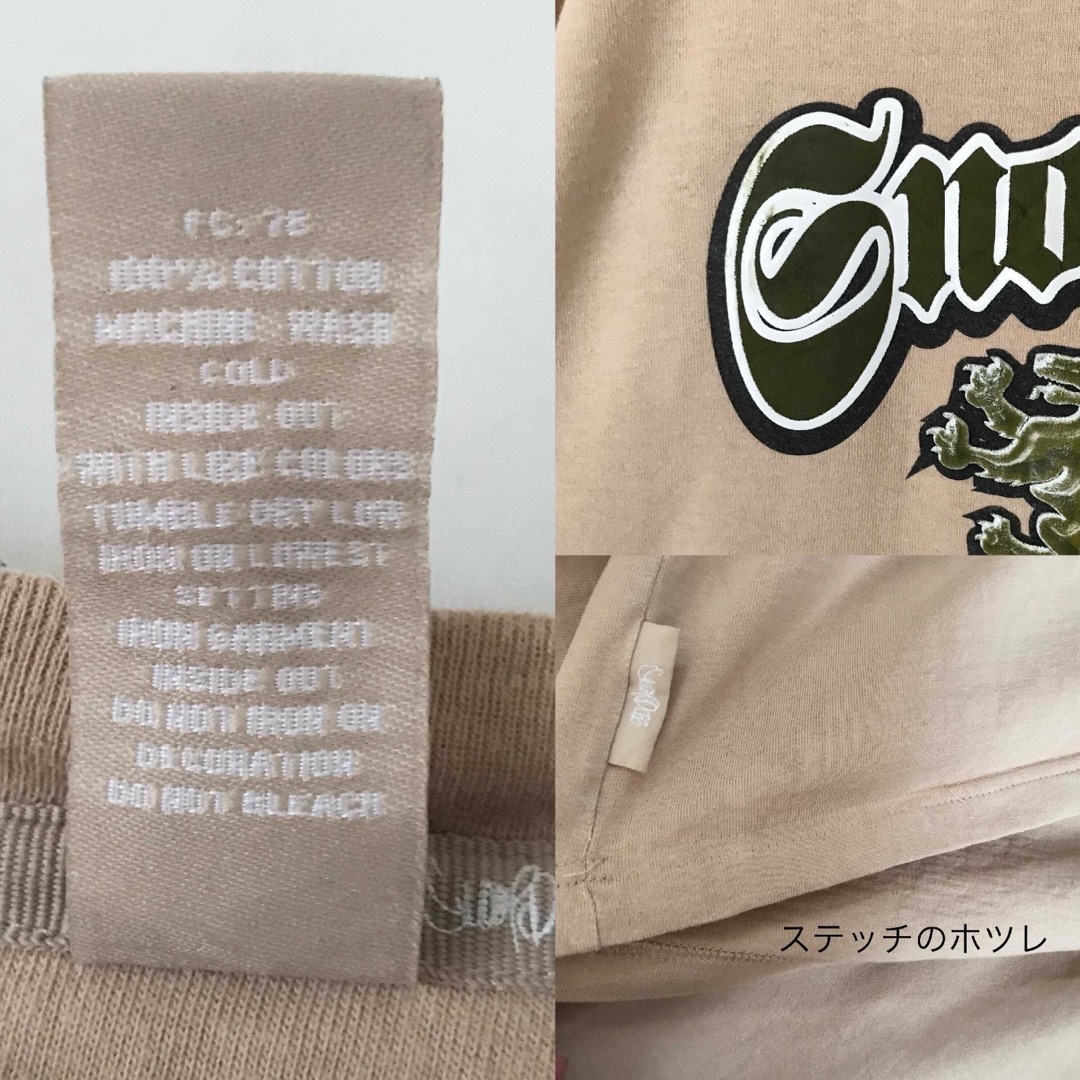 100% COTTON
MACHINE WASH
COLD
INSIDE OUT
WITH LIKE COLORS
TUMBLE DRY LOW
IRON ON LOWEST
SETTING
IRON GARMENT
INSIDE OUT
DO NOT IRON ON
DECORATION
DO NOT BLEACH
Sno
ステッチのホツレ